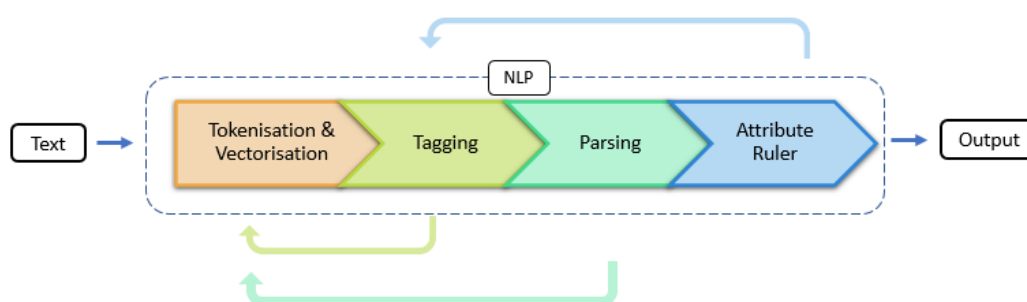 NLP
Text
Tokenisation &
Vectorisation
Tagging
Parsing
Attribute
Ruler
Output